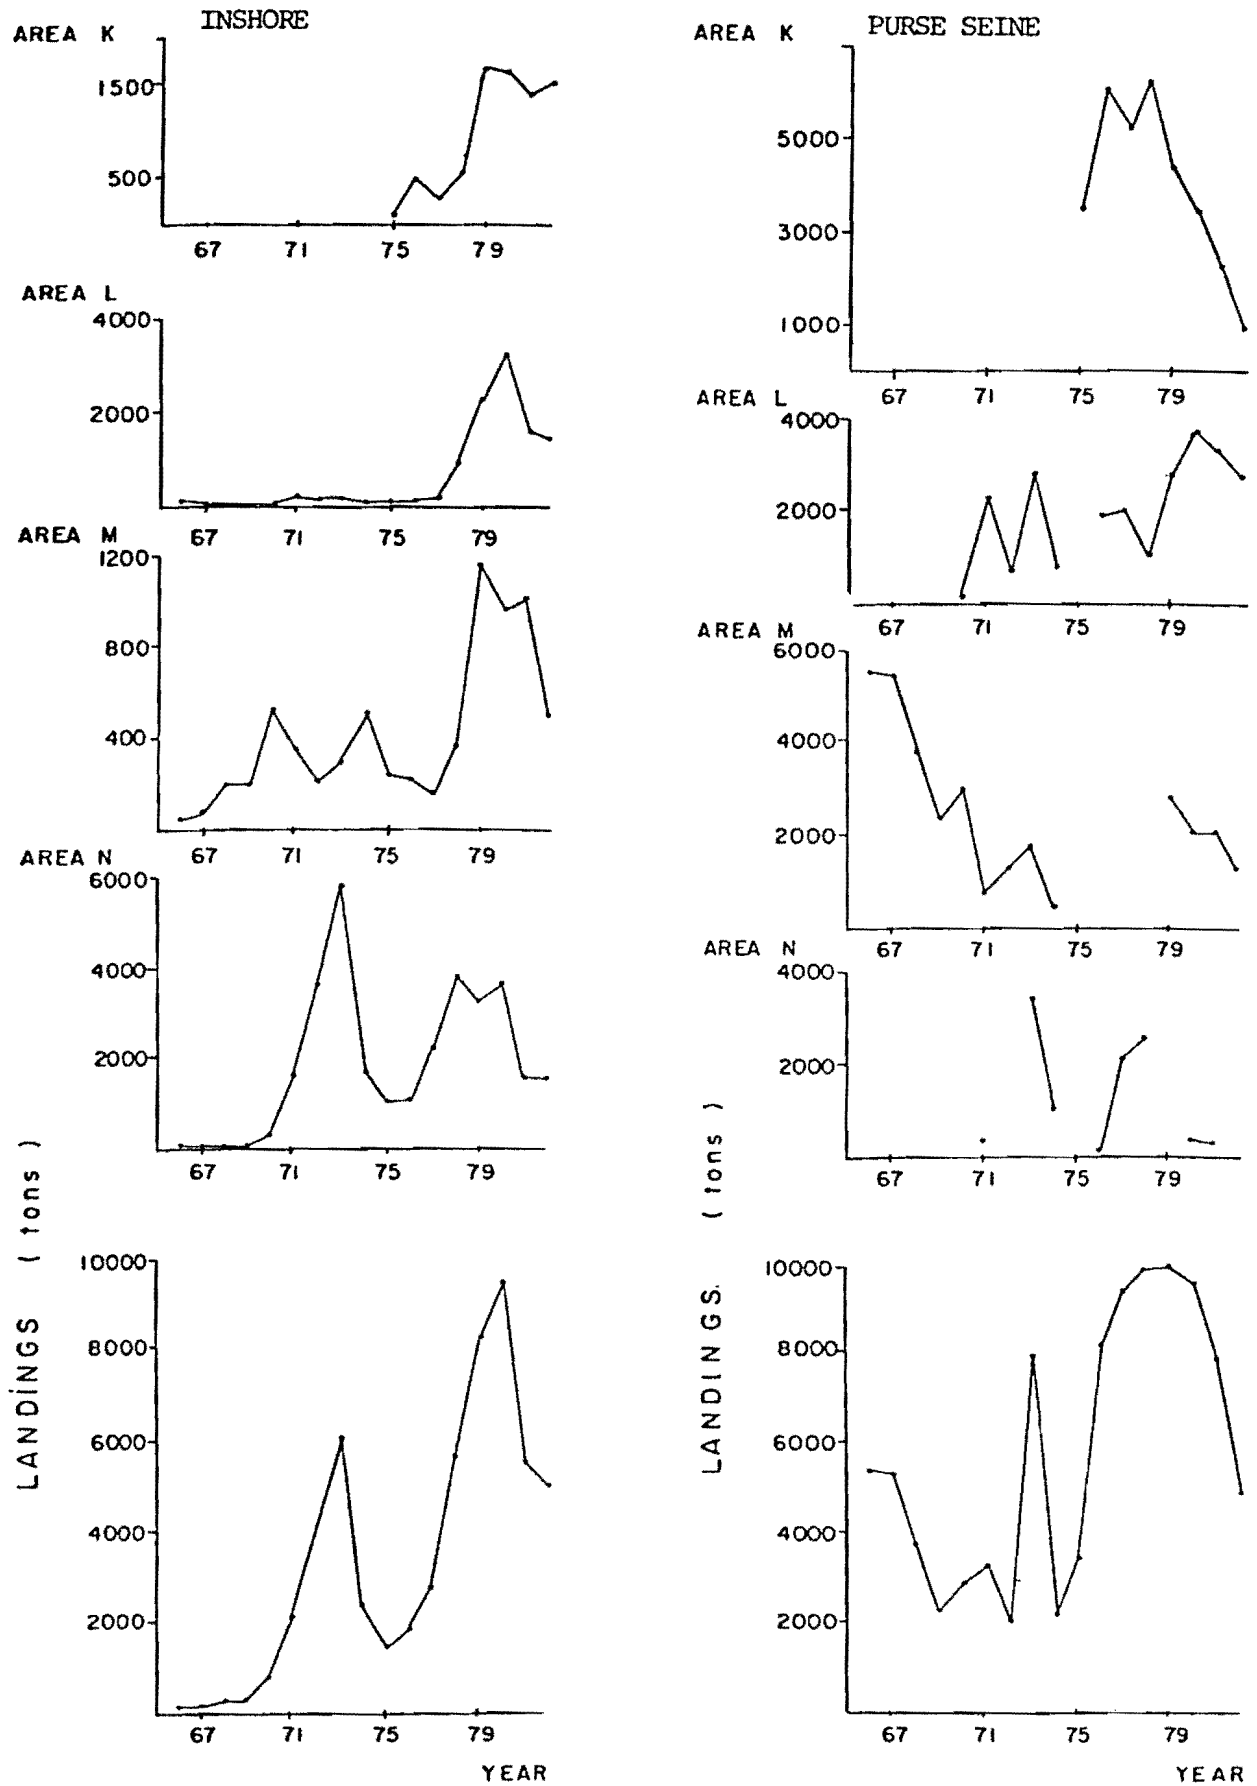 INSHORE
AREA K
1500
500
67 71 75 79
AREA L
4000
2000
67 71 75 79
AREA M
1200
800
400
67 71 75 79
AREA N
6000
4000
2000
67 71 75 79
LANDINGS (tons)
10000
8000
6000
4000
2000
67 71 75 79
YEAR
PURSE SEINE
AREA K
5000
3000
1000
67 71 75 79
AREA L
4000
2000
67 71 75 79
AREA M
6000
4000
2000
67 71 75 79
AREA N
4000
2000
67 71 75 79
LANDINGS. (tons)
10000
8000
6000
4000
2000
67 71 75 79
YEAR